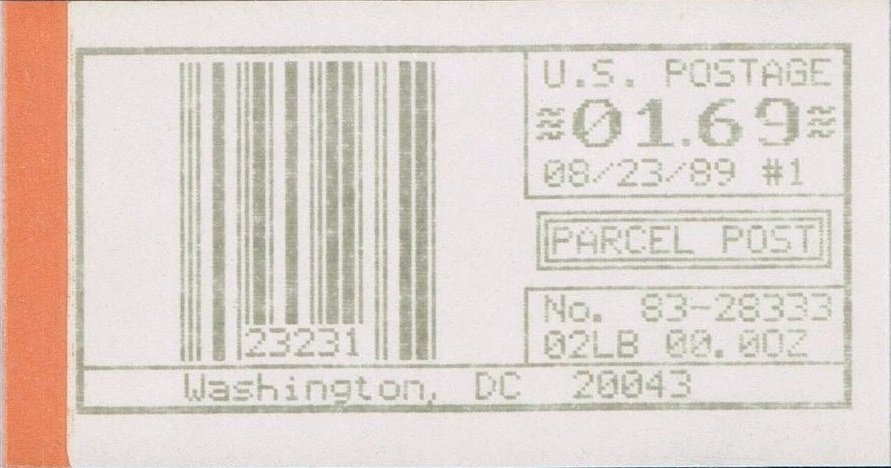 U.S. POSTAGE
≈01.69≈
08/23/89 #1
PARCEL POST
No. 83-28333
02LB 00.0OZ
23231
Washington, DC 20043